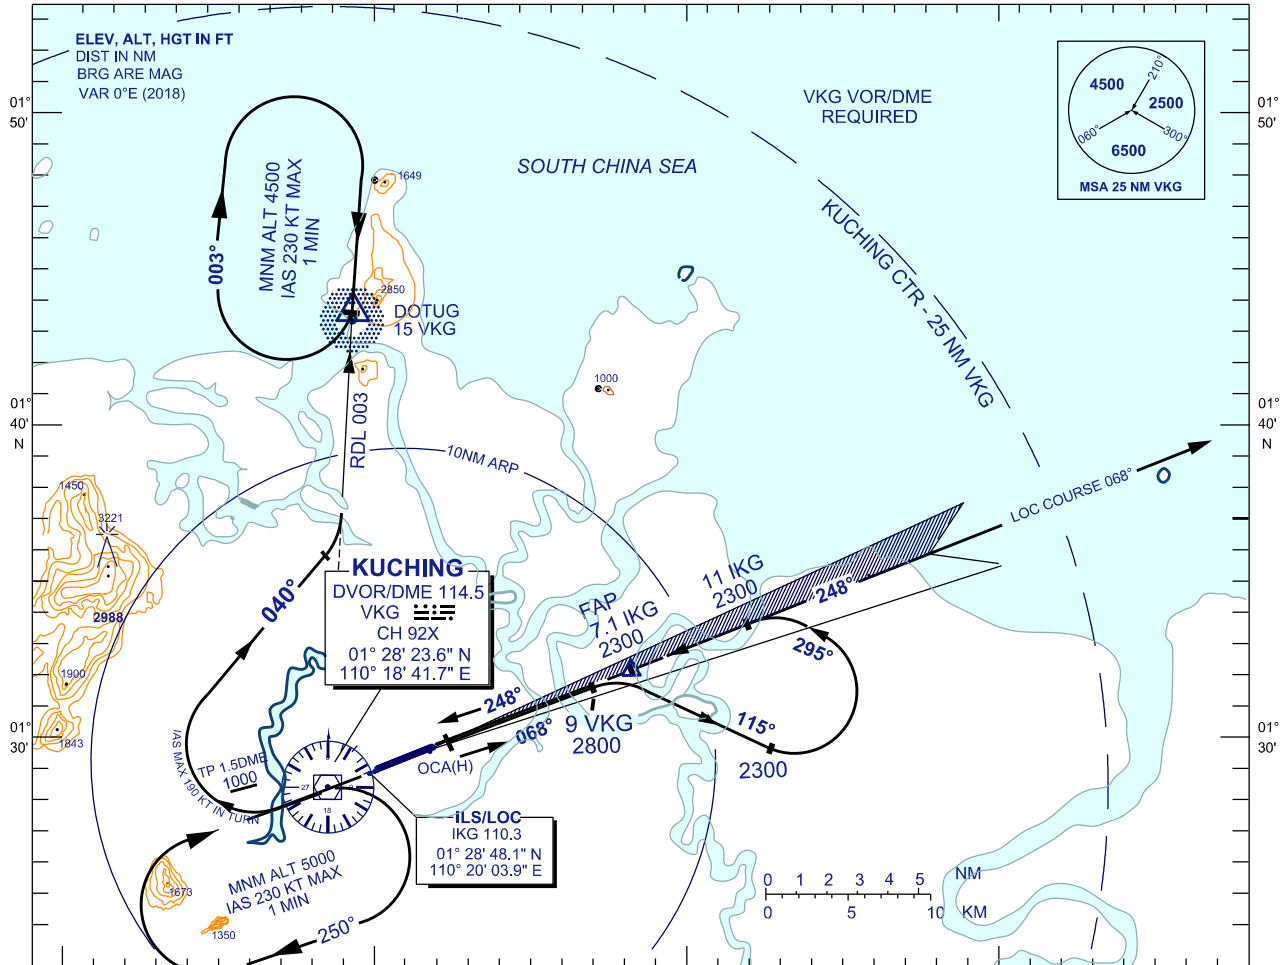 ELEV, ALT, HGT IN FT
DIST IN NM
BRG ARE MAG
VAR 0°E (2018)
01°
50'
01°
50'
VKG VOR/DME
REQUIRED
4500
210°
2500
060°
300°
6500
MSA 25 NM VKG
SOUTH CHINA SEA
KUCHING CTR - 25 NM VKG
003°
MNM ALT 4500
IAS 230 KT MAX
1 MIN
1649
2850
DOTUG
15 VKG
1000
RDL 003
01°
40'
N
01°
40'
N
10NM ARP
LOC COURSE 068°
1450
3221
2988
1900
1843
040°
KUCHING
DVOR/DME 114.5
VKG
CH 92X
01° 28' 23.6" N
110° 18' 41.7" E
11 IKG
2300
FAP
7.1 IKG
2300
248°
295°
248°
068°
9 VKG
2800
115°
2300
01°
30'
01°
30'
OCA(H)
TP 1.5DME
1000
IAS MAX 190 KT IN TURN
27
18
ILS/LOC
IKG 110.3
01° 28' 48.1" N
110° 20' 03.9" E
MNM ALT 5000
IAS 230 KT MAX
1 MIN
1673
1350
250°
0 1 2 3 4 5 NM
0 5 10 KM